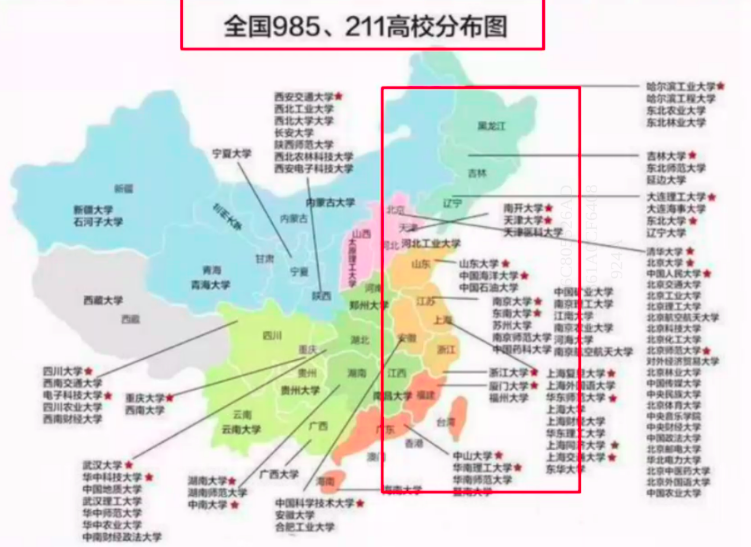 全国985、211高校分布图
西安交通大学★
西北工业大学
西北大学大学
长安大学
陕西师范大学
西北农林科技大学
西安电子科技大学
宁夏大学
哈尔滨工业大学★
哈尔滨工程大学
东北农业大学
东北林业大学
吉林大学★
东北师范大学
延边大学
大连理工大学★
大连海事大学
东北大学★
辽宁大学
黑龙江
吉林
辽宁
新疆
新疆大学
石河子大学
内蒙古大学
内蒙古
甘肃
宁夏
陕西
青海
青海大学
西藏大学
西藏
山西
太原理工大学
北京
天津
河北
河北工业大学
南开大学★
天津大学★
天津医科大学
山东
山东大学★
中国海洋大学★
中国石油大学
河南
郑州大学
江苏
南京大学★
东南大学★
苏州大学
南京师范大学
中国药科大学
中国矿业大学
南京理工大学
江南大学
南京农业大学
河海大学
南京航空航天大学
清华大学★
北京大学★
中国人民大学★
北京交通大学
北京工业大学
北京理工大学
北京航空航天大学
北京科技大学
北京化工大学
北京师范大学★
对外经济贸易大学
北京林业大学
中国传媒大学
中央民族大学
北京体育大学
中央音乐学院
中央财经大学
中国政法大学
北京邮电大学
华北电力大学
北京中医药大学
北京外国语大学
中国农业大学
上海
安徽
浙江
湖北
四川
重庆
贵州
贵州大学
湖南
江西
南昌大学
福建
云南
云南大学
广西
广东
台湾
香港
澳门
海南
海南大学
广西大学
四川大学★
西南交通大学
电子科技大学★
四川农业大学
西南财经大学
重庆大学★
西南大学
浙江大学★
厦门大学★
福州大学
上海复旦大学★
上海外国语大学
华东师范大学★
上海大学
上海财经大学
华东理工大学
上海同济大学★
上海交通大学★
东华大学
中山大学★
华南理工大学★
华南师范大学
暨南大学
武汉大学★
华中科技大学★
中国地质大学
武汉理工大学
华中师范大学
华中农业大学
中南财经政法大学
湖南大学★
湖南师范大学
中南大学★
中国科学技术大学★
安徽大学
合肥工业大学